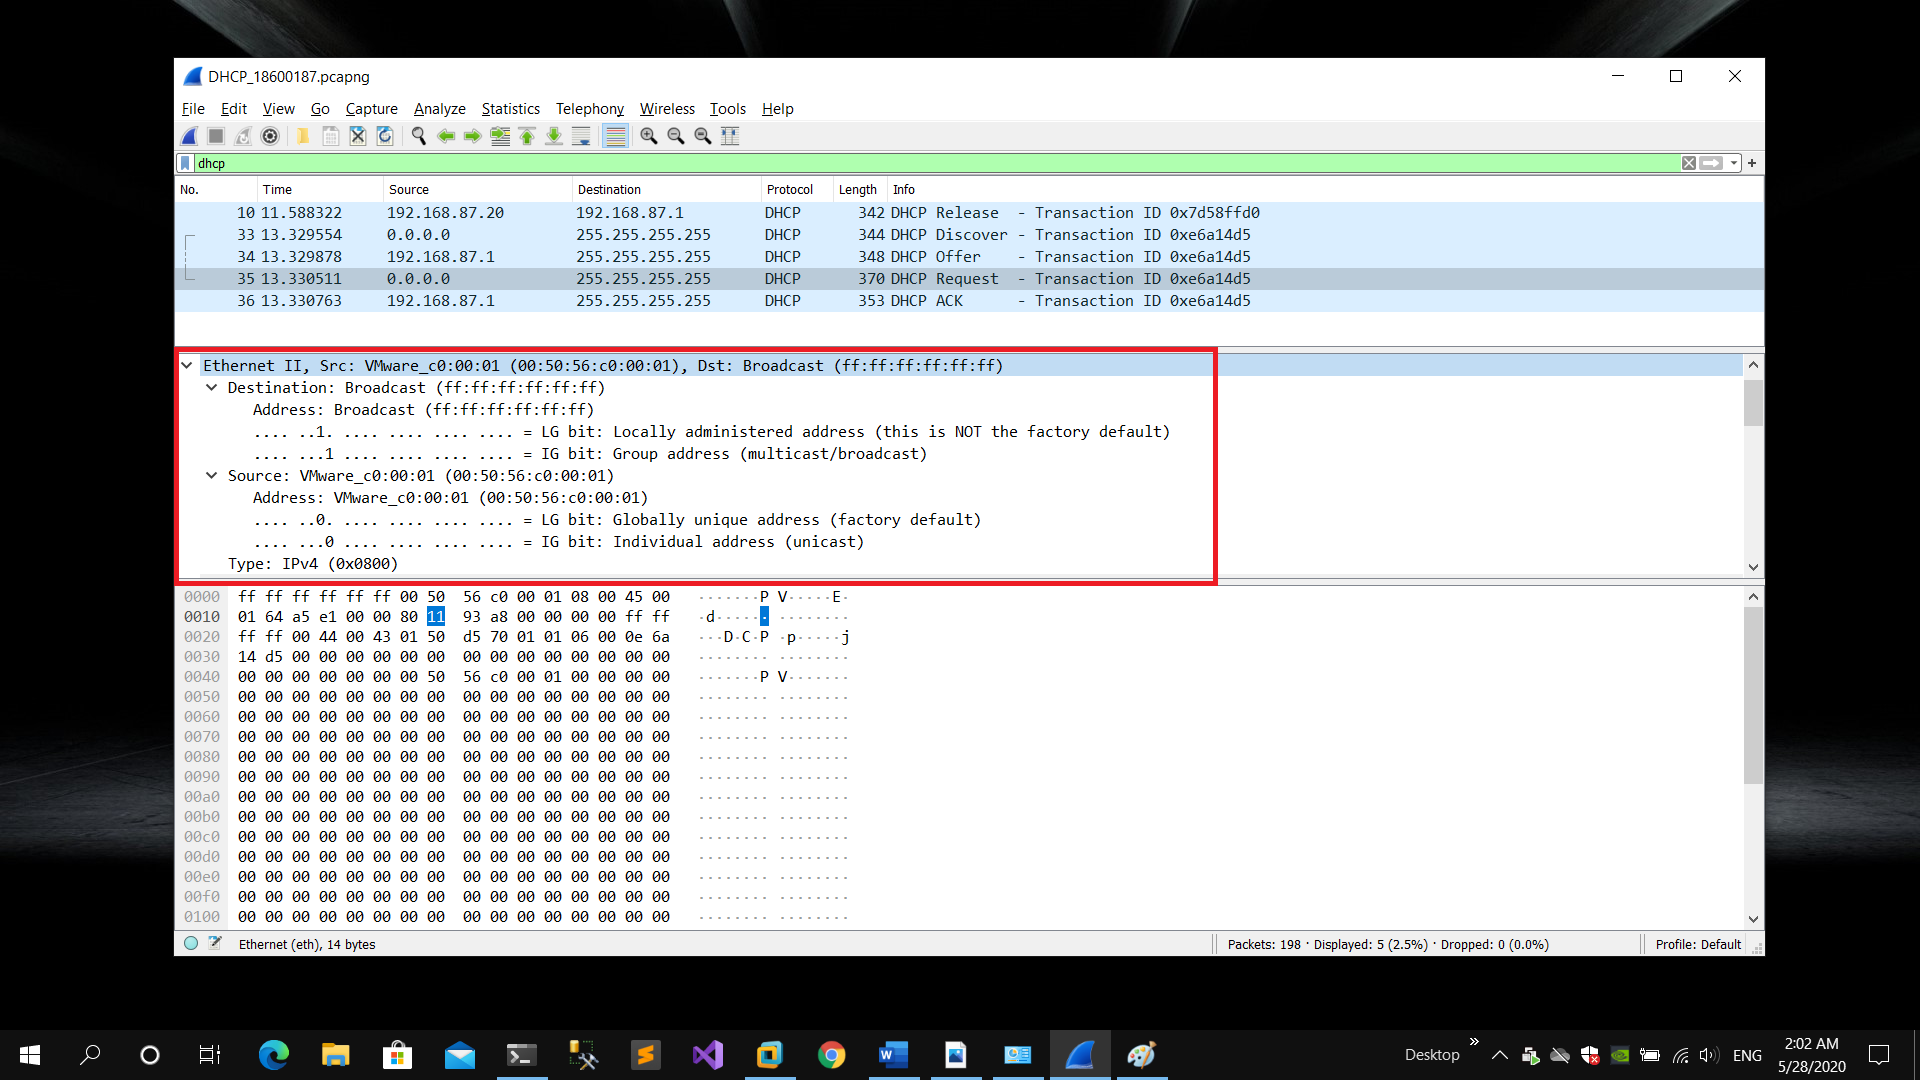 DHCP_18600187.pcapng
File Edit View Go Capture Analyze Statistics Telephony Wireless Tools Help
dhcp
No. Time Source Destination Protocol Length Info
10 11.588322 192.168.87.20 192.168.87.1 DHCP 342 DHCP Release - Transaction ID 0x7d58ffd0
33 13.329554 0.0.0.0 255.255.255.255 DHCP 344 DHCP Discover - Transaction ID 0xe6a14d5
34 13.329878 192.168.87.1 255.255.255.255 DHCP 348 DHCP Offer - Transaction ID 0xe6a14d5
35 13.330511 0.0.0.0 255.255.255.255 DHCP 370 DHCP Request - Transaction ID 0xe6a14d5
36 13.330763 192.168.87.1 255.255.255.255 DHCP 353 DHCP ACK - Transaction ID 0xe6a14d5
Ethernet II, Src: VMware_c0:00:01 (00:50:56:c0:00:01), Dst: Broadcast (ff:ff:ff:ff:ff:ff)
Destination: Broadcast (ff:ff:ff:ff:ff:ff)
Address: Broadcast (ff:ff:ff:ff:ff:ff)
.... ..1. .... .... .... .... = LG bit: Locally administered address (this is NOT the factory default)
.... ...1 .... .... .... .... = IG bit: Group address (multicast/broadcast)
Source: VMware_c0:00:01 (00:50:56:c0:00:01)
Address: VMware_c0:00:01 (00:50:56:c0:00:01)
.... ..0. .... .... .... .... = LG bit: Globally unique address (factory default)
.... ...0 .... .... .... .... = IG bit: Individual address (unicast)
Type: IPv4 (0x0800)
0000 ff ff ff ff ff ff 00 50 56 c0 00 01 08 00 45 00 ·······P V·····E·
0010 01 64 a5 e1 00 00 80 11 93 a8 00 00 00 00 ff ff ·d······ ········
0020 ff ff 00 44 00 43 01 50 d5 70 01 01 06 00 0e 6a ···D·C·P ·p·····j
0030 14 d5 00 00 00 00 00 00 00 00 00 00 00 00 00 00 ········ ········
0040 00 00 00 00 00 00 00 50 56 c0 00 01 00 00 00 00 ·······P V·······
0050 00 00 00 00 00 00 00 00 00 00 00 00 00 00 00 00 ········ ········
0060 00 00 00 00 00 00 00 00 00 00 00 00 00 00 00 00 ········ ········
0070 00 00 00 00 00 00 00 00 00 00 00 00 00 00 00 00 ········ ········
0080 00 00 00 00 00 00 00 00 00 00 00 00 00 00 00 00 ········ ········
0090 00 00 00 00 00 00 00 00 00 00 00 00 00 00 00 00 ········ ········
00a0 00 00 00 00 00 00 00 00 00 00 00 00 00 00 00 00 ········ ········
00b0 00 00 00 00 00 00 00 00 00 00 00 00 00 00 00 00 ········ ········
00c0 00 00 00 00 00 00 00 00 00 00 00 00 00 00 00 00 ········ ········
00d0 00 00 00 00 00 00 00 00 00 00 00 00 00 00 00 00 ········ ········
00e0 00 00 00 00 00 00 00 00 00 00 00 00 00 00 00 00 ········ ········
00f0 00 00 00 00 00 00 00 00 00 00 00 00 00 00 00 00 ········ ········
0100 00 00 00 00 00 00 00 00 00 00 00 00 00 00 00 00 ········ ········
Ethernet (eth), 14 bytes
Packets: 198 · Displayed: 5 (2.5%) · Dropped: 0 (0.0%)
Profile: Default
Desktop
ENG
2:02 AM
5/28/2020